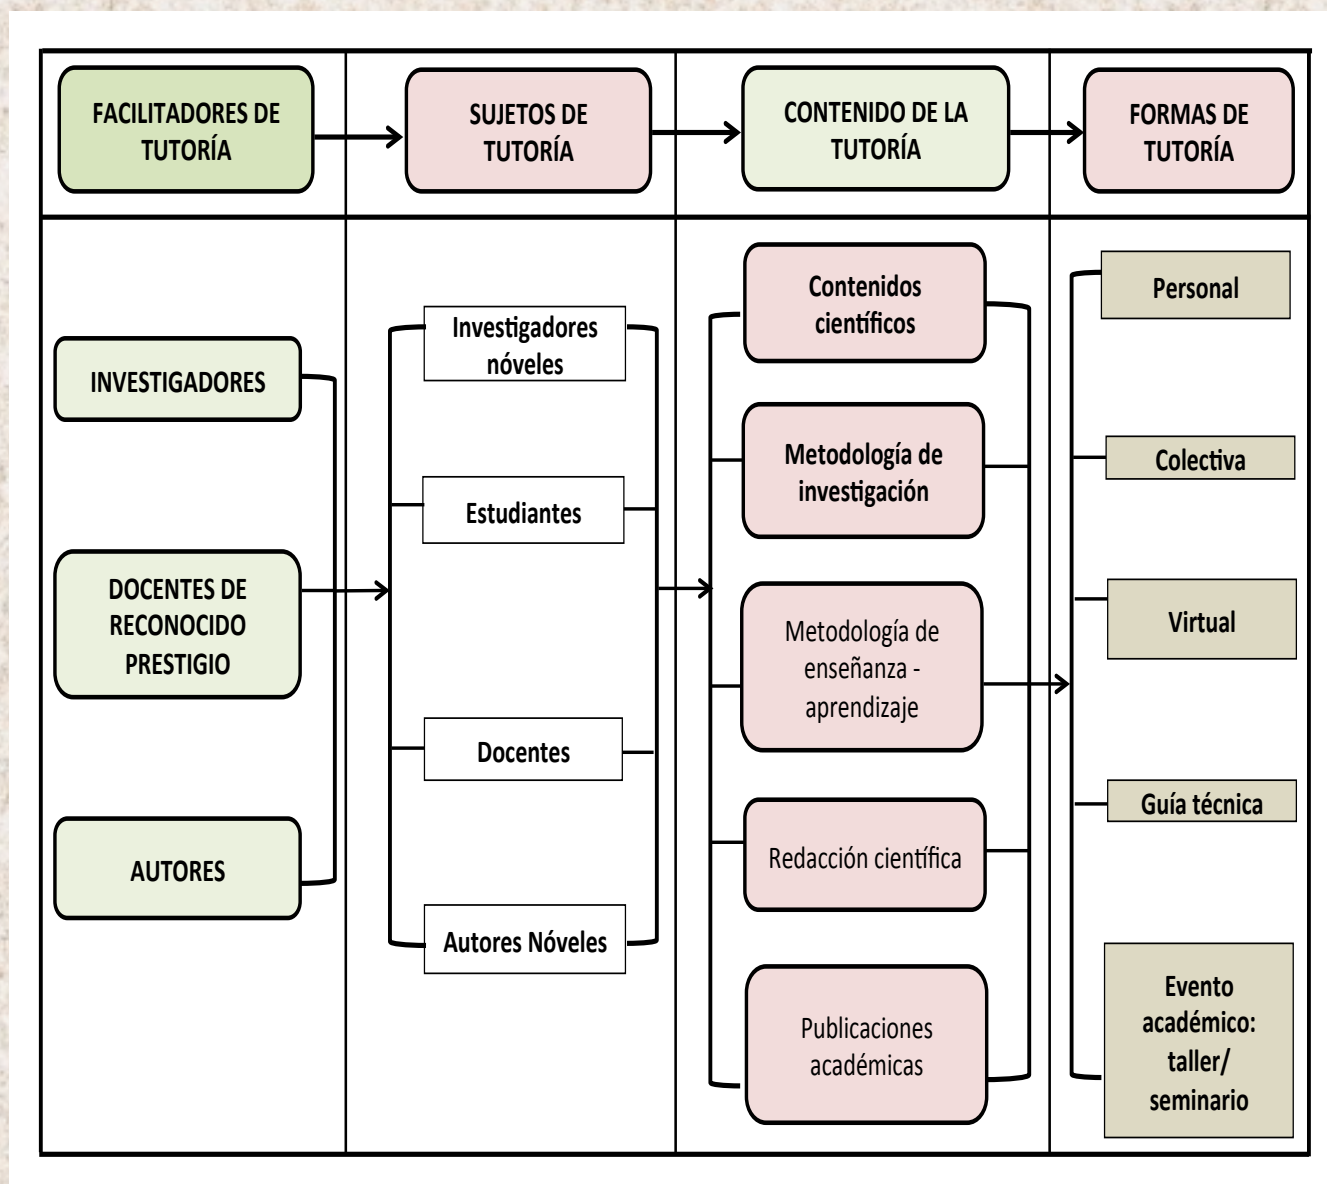 FACILITADORES DE
TUTORÍA
SUJETOS DE
TUTORÍA
CONTENIDO DE LA
TUTORÍA
FORMAS DE
TUTORÍA
INVESTIGADORES
DOCENTES DE
RECONOCIDO
PRESTIGIO
AUTORES
Investigadores
nóveles
Estudiantes
Docentes
Autores Nóveles
Contenidos
científicos
Metodología de
investigación
Metodología de
enseñanza -
aprendizaje
Redacción científica
Publicaciones
académicas
Personal
Colectiva
Virtual
Guía técnica
Evento
académico:
taller/
seminario